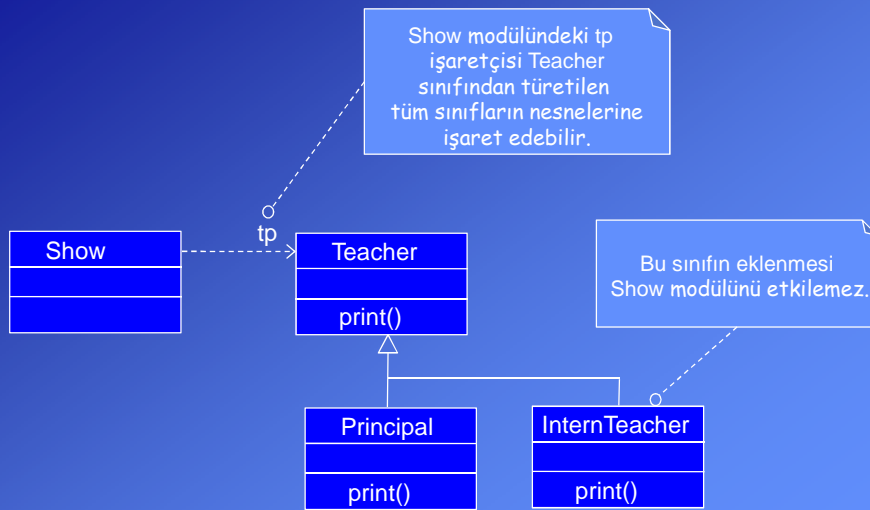 Show modülündeki tp
işaretçisi Teacher
sınıfından türetilen
tüm sınıfların nesnelerine
işaret edebilir.
tp
Show
Teacher
print()
Bu sınıfın eklenmesi
Show modülünü etkilemez.
Principal
print()
InternTeacher
print()